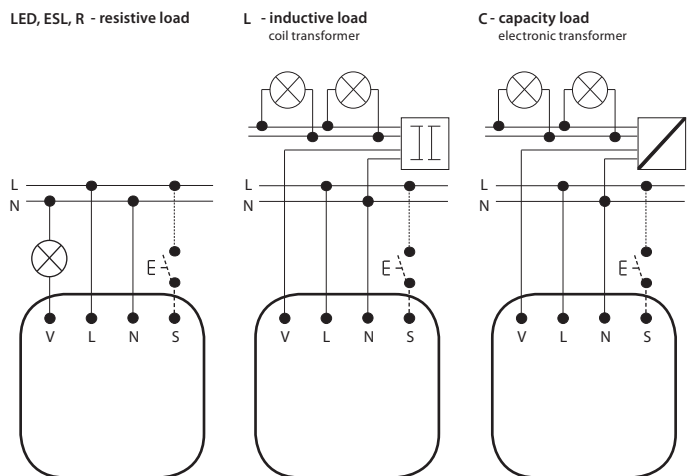 LED, ESL, R - resistive load
L - inductive load
coil transformer
C - capacity load
electronic transformer
L
N
V L N S
L
N
V L N S
L
N
V L N S